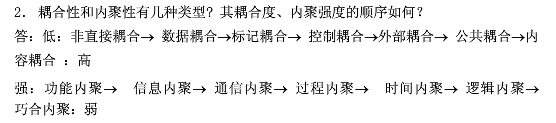 2. 耦合性和内聚性有几种类型？其耦合度、内聚强度的顺序如何？
答：低：非直接耦合→ 数据耦合→标记耦合→ 控制耦合→外部耦合→ 公共耦合→内
容耦合 ：高
强：功能内聚→ 信息内聚→ 通信内聚→ 过程内聚→ 时间内聚→ 逻辑内聚→
巧合内聚：弱